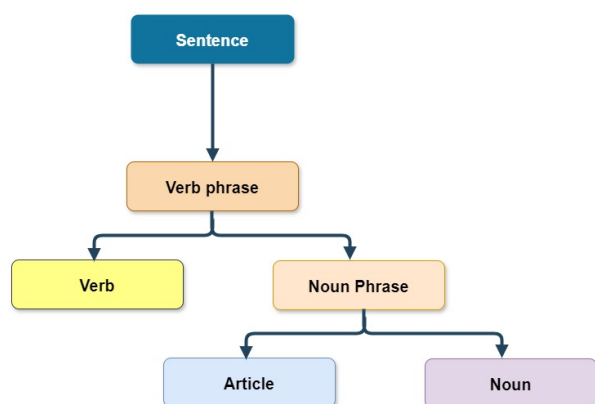 Sentence
Verb phrase
Verb
Noun Phrase
Article
Noun